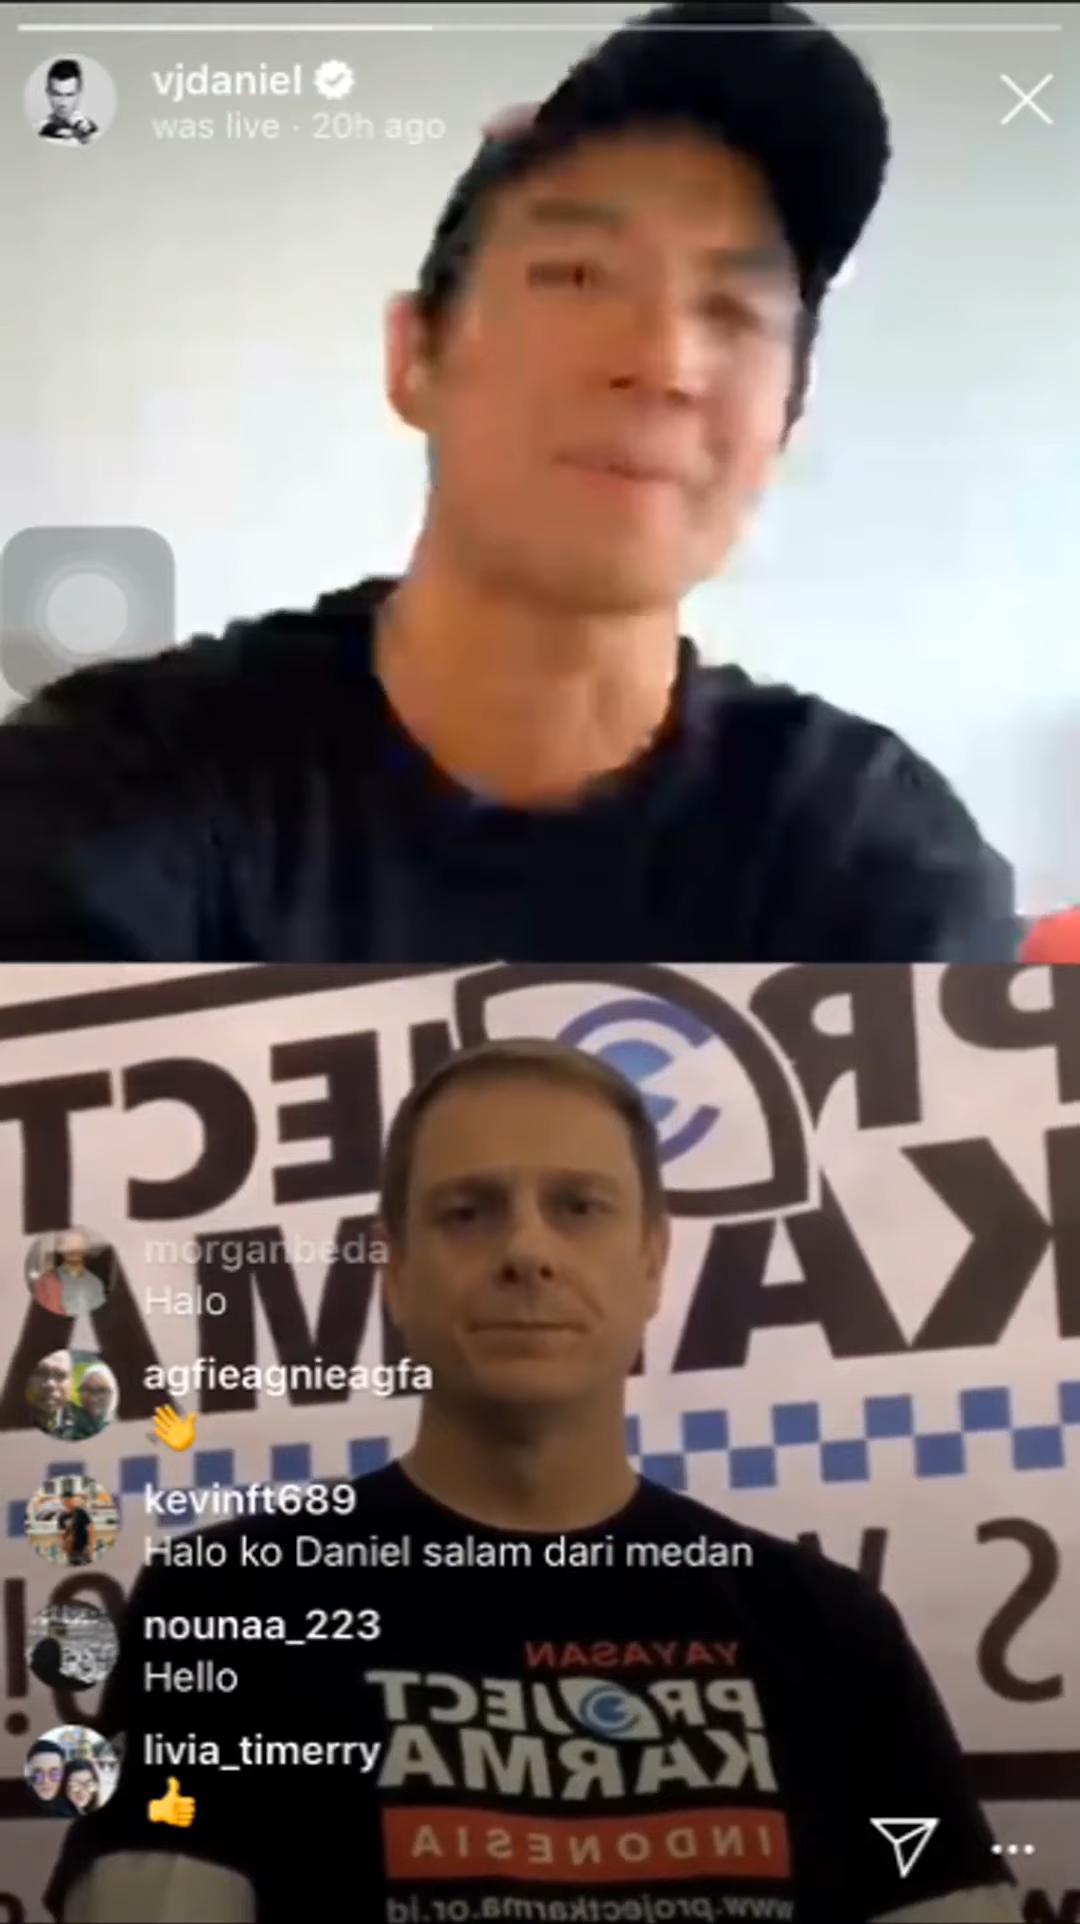 vjdaniel
was live · 20h ago
PROJECT
KARMA
morganbeda
Halo
agfieagnieagfa
👋
kevinft689
Halo ko Daniel salam dari medan
nounaa_223
Hello
livia_timerry
👍
YAYASAN
PROJECT
KARMA
INDONESIA
www.projectkarma.or.id